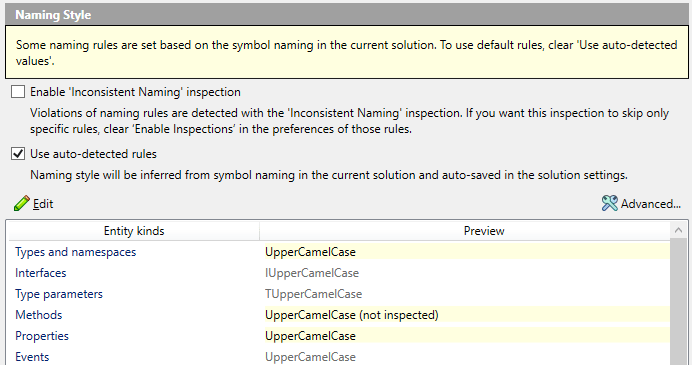 Naming Style
Some naming rules are set based on the symbol naming in the current solution. To use default rules, clear 'Use auto-detected
values'.
Enable 'Inconsistent Naming' inspection
Violations of naming rules are detected with the 'Inconsistent Naming' inspection. If you want this inspection to skip only
specific rules, clear 'Enable Inspections' in the preferences of those rules.
Use auto-detected rules
Naming style will be inferred from symbol naming in the current solution and auto-saved in the solution settings.
Edit Advanced...
Entity kinds Preview
Types and namespaces UpperCamelCase
Interfaces IUpperCamelCase
Type parameters TUpperCamelCase
Methods UpperCamelCase (not inspected)
Properties UpperCamelCase
Events UpperCamelCase